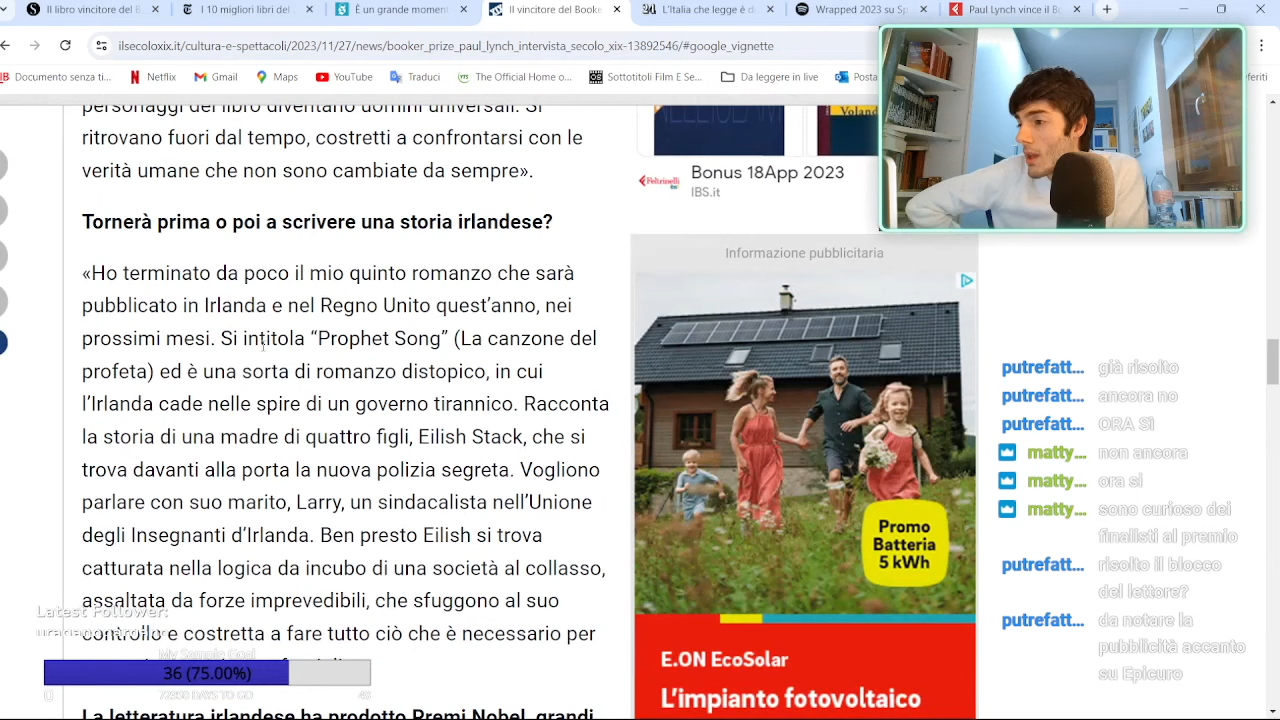 Il libro vincitore del B
I 10 migliori libri del
È un grande momen
Il vincitore del Booke
L'Italia che legge è d
Wrapped 2023 su Sp
Paul Lynch vince il Bo
ilsecoloxix.it/cultura-e-spettacoli/2023/11/27/news/booker_prize_paul_lynch_intervista_secolo_xix-13892546/#google_vignette
Documento senza ti...
Netflix
Gmail
Maps
YouTube
Traduci
The Official Home o...
Sottotitoli Film E Se...
Da leggere in live
Posta
eriti
personaggi del libro diventano uomini universali. Si
ritrovano fuori dal tempo, costretti a confrontarsi con le
verità umane che non sono cambiate da sempre».
Tornerà prima o poi a scrivere una storia irlandese?
«Ho terminato da poco il mio quinto romanzo che sarà
pubblicato in Irlanda e nel Regno Unito quest'anno, nei
prossimi mesi. Si intitola “Prophet Song” (La canzone del
profeta) ed è una sorta di romanzo distopico, in cui
l'Irlanda cade nelle spire di un governo tirannico. Racconta
la storia di una madre di quattro figli, Eilish Stack, che si
trova davanti alla porta la nuova polizia segreta. Vogliono
parlare con suo marito, Larry, un sindacalista nell'Unione
degli Insegnanti d'Irlanda. Ben presto Eilish si trova
catturata nella logica da incubo di una società al collasso,
assaltata da forze imprevedibili, che sfuggono al suo
controllo e costretta a fare tutto ciò che è necessario per
La letteratura irlandese ha prodotto Premi Nobel, grandi
Latest Follower:
My Sample Goal
36 (75.00%)
0
48
Voland
Feltrinelli
Bonus 18App 2023
IBS.it
Informazione pubblicitaria
Promo
Batteria
5 kWh
E.ON EcoSolar
L'impianto fotovoltaico
putrefatt... già risolto
putrefatt... ancora no
putrefatt... ORA Sì
matty... non ancora
matty... ora si
matty... sono curioso dei
finalisti al premio
putrefatt... risolto il blocco
del lettore?
putrefatt... da notare la
pubblicità accanto
su Epicuro